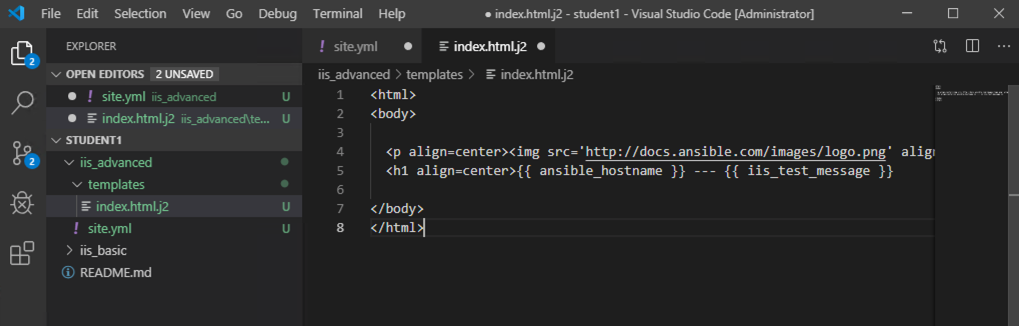 File Edit Selection View Go Debug Terminal Help ● index.html.j2 - student1 - Visual Studio Code [Administrator]
EXPLORER
OPEN EDITORS 2 UNSAVED
● ! site.yml iis_advanced U
● index.html.j2 iis_advanced\te... U
STUDENT1
iis_advanced
templates
index.html.j2 U
! site.yml U
iis_basic
README.md
2
2
! site.yml ● index.html.j2 ●
iis_advanced > templates > index.html.j2
1 <html>
2 <body>
3
4 <p align=center><img src='http://docs.ansible.com/images/logo.png' align
5 <h1 align=center>{{ ansible_hostname }} --- {{ iis_test_message }}
6
7 </body>
8 </html>